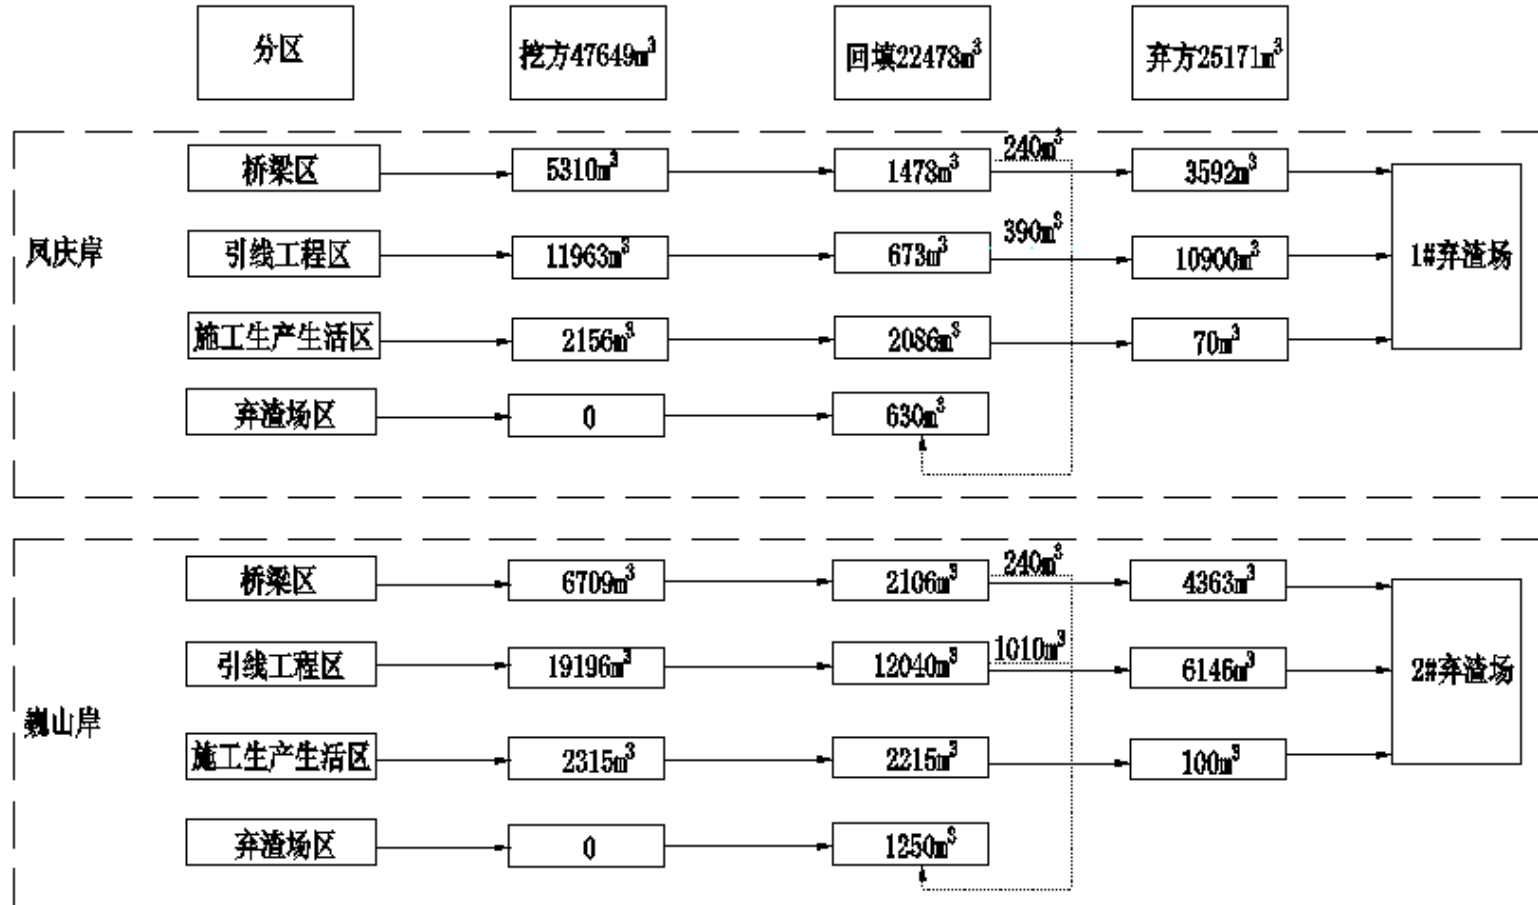 分区
挖方47649m³
回填22478m³
弃方25171m³
凤庆岸
桥梁区
5310m³
1478m³
240m³
3592m³
引线工程区
11963m³
673m³
390m³
10900m³
施工生产生活区
2156m³
2086m³
70m³
弃渣场区
0
630m³
1#弃渣场
巍山岸
桥梁区
6709m³
2106m³
240m³
4363m³
引线工程区
19196m³
12040m³
1010m³
6146m³
施工生产生活区
2315m³
2215m³
100m³
弃渣场区
0
1250m³
2#弃渣场